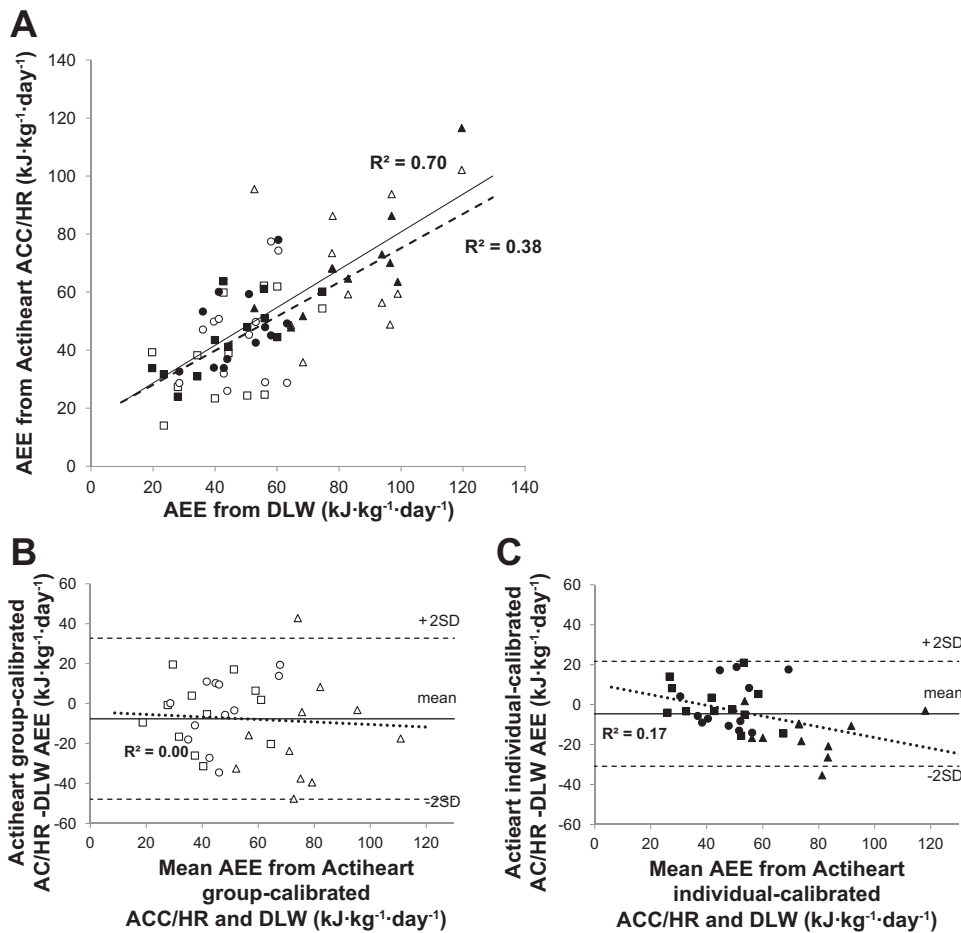 A
AEE from Actiheart ACC/HR (kJ·kg⁻¹·day⁻¹)
140
120
100
80
60
40
20
0
R² = 0.70
R² = 0.38
0 20 40 60 80 100 120 140
AEE from DLW (kJ·kg⁻¹·day⁻¹)
B
Actiheart group-calibrated
AC/HR -DLW AEE (kJ·kg⁻¹·day⁻¹)
60
40
20
0
-20
-40
-60
+2SD
mean
R² = 0.00
-2SD
0 20 40 60 80 100 120
Mean AEE from Actiheart
group-calibrated
ACC/HR and DLW (kJ·kg⁻¹·day⁻¹)
C
Actieart individual-calibrated
AC/HR -DLW AEE (kJ·kg⁻¹·day⁻¹)
60
40
20
0
-20
-40
-60
+2SD
mean
R² = 0.17
-2SD
0 20 40 60 80 100 120
Mean AEE from Actiheart
individual-calibrated
ACC/HR and DLW (kJ·kg⁻¹·day⁻¹)